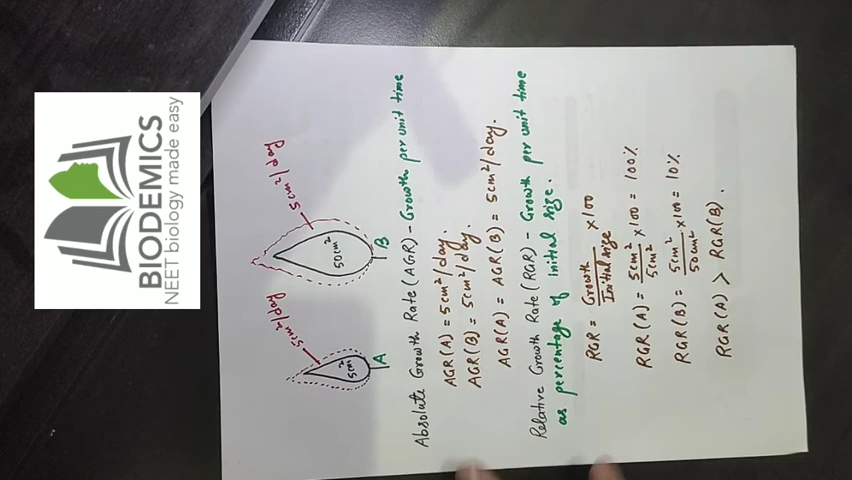 BIODEMICS
NEET biology made easy
5cm²/day
5cm²
A
5cm²/day
50cm²
B
Absolute Growth Rate (AGR) - Growth per unit time
AGR(A) = 5cm²/day.
AGR(B) = 5cm²/day.
AGR(A) = AGR(B) = 5cm²/day.
Relative Growth Rate (RGR) - Growth per unit time
as percentage of initial size.
RGR = Growth / Initial size × 100
RGR(A) = 5cm² / 5cm² × 100 = 100%
RGR(B) = 5cm² / 50cm² × 100 = 10%
RGR(A) > RGR(B).